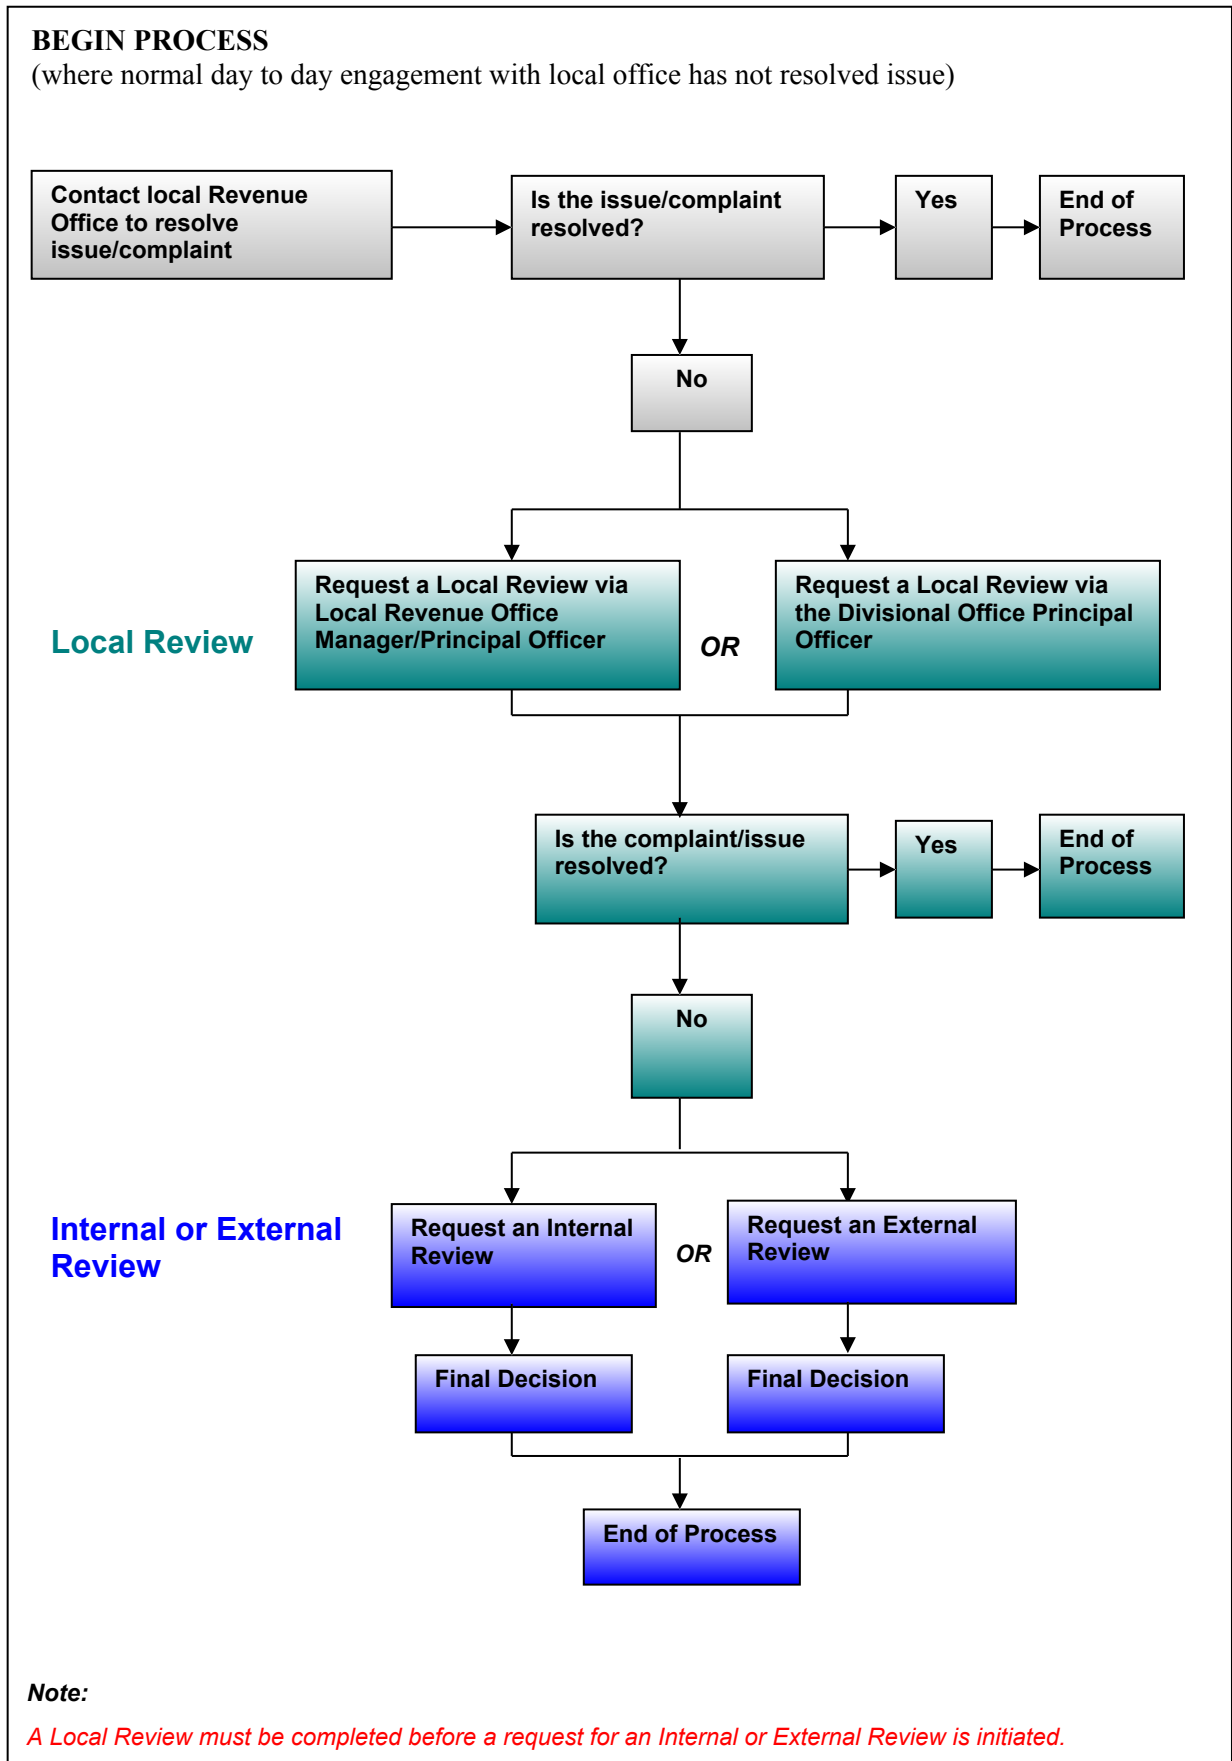 BEGIN PROCESS
(where normal day to day engagement with local office has not resolved issue)
Contact local Revenue
Office to resolve
issue/complaint
Is the issue/complaint
resolved?
Yes
End of
Process
No
Local Review
Request a Local Review via
Local Revenue Office
Manager/Principal Officer
OR
Request a Local Review via
the Divisional Office Principal
Officer
Is the complaint/issue
resolved?
Yes
End of
Process
No
Internal or External
Review
Request an Internal
Review
OR
Request an External
Review
Final Decision
Final Decision
End of Process
Note:
A Local Review must be completed before a request for an Internal or External Review is initiated.